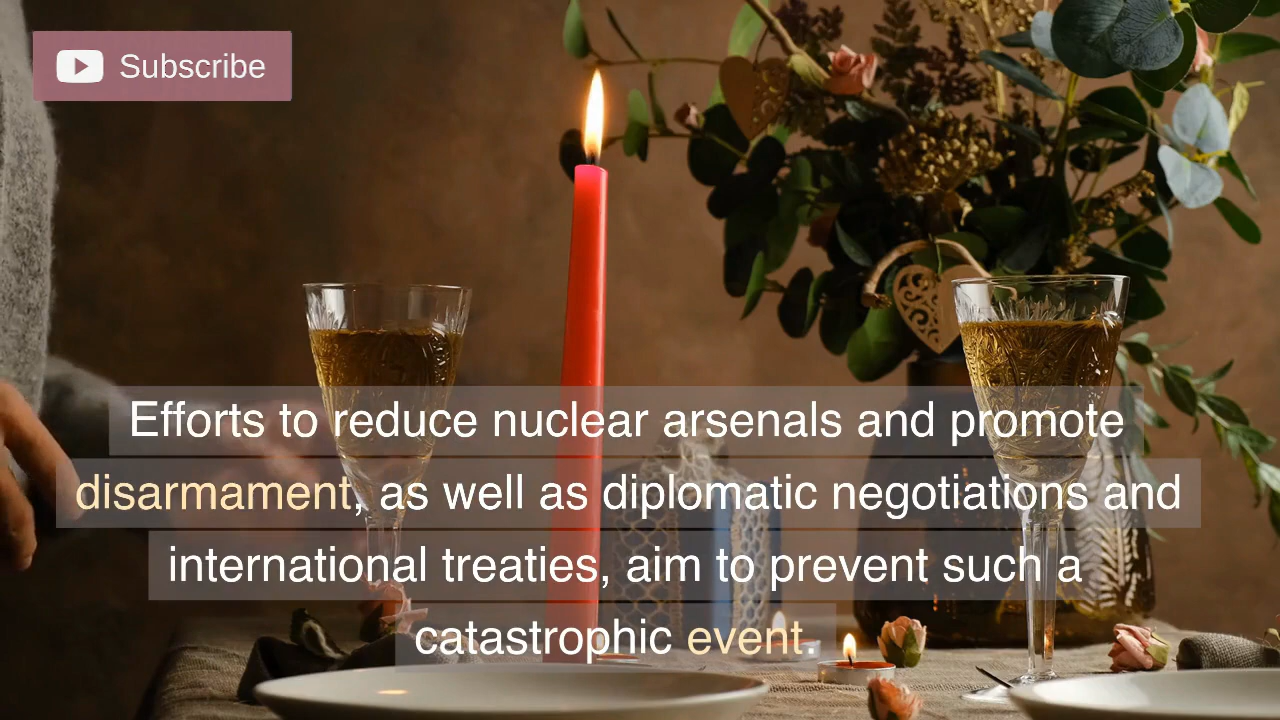 Subscribe
Efforts to reduce nuclear arsenals and promote
disarmament, as well as diplomatic negotiations and
international treaties, aim to prevent such a
catastrophic event.